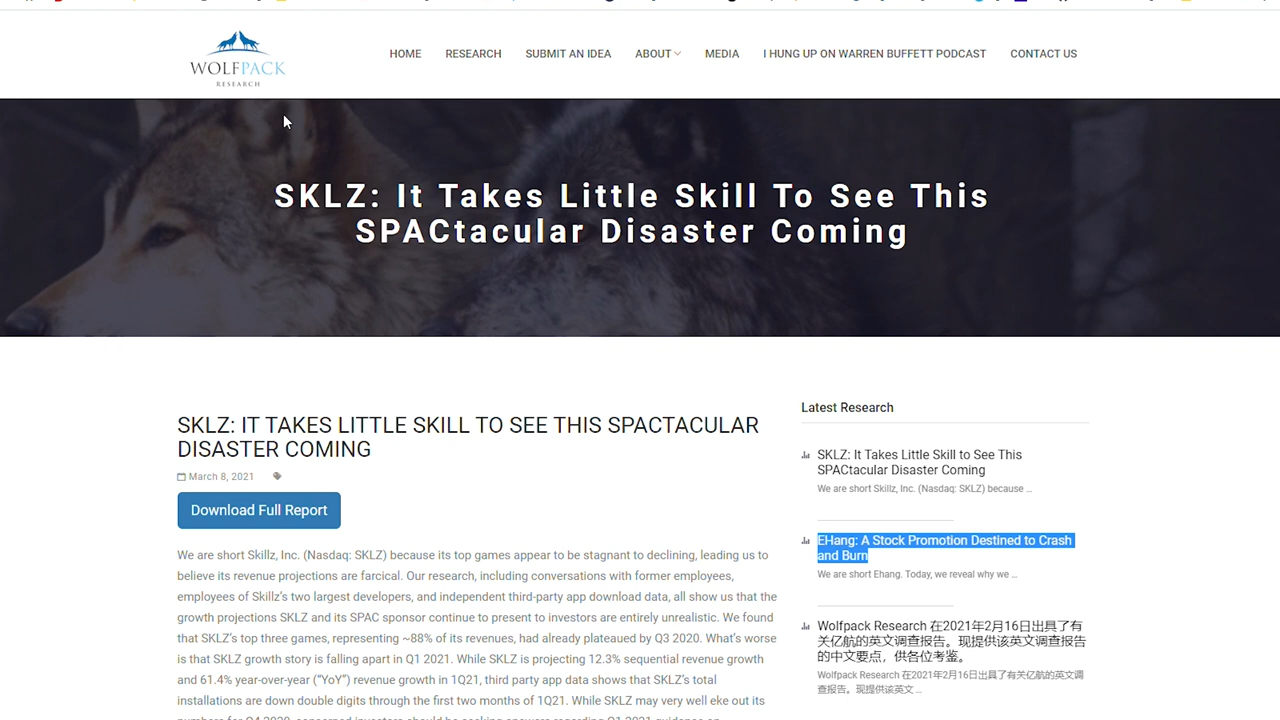 WOLFPACK
RESEARCH
HOME
RESEARCH
SUBMIT AN IDEA
ABOUT
MEDIA
I HUNG UP ON WARREN BUFFETT PODCAST
CONTACT US
SKLZ: It Takes Little Skill To See This
SPACtacular Disaster Coming
SKLZ: IT TAKES LITTLE SKILL TO SEE THIS SPACTACULAR
DISASTER COMING
March 8, 2021
Download Full Report
We are short Skillz, Inc. (Nasdaq: SKLZ) because its top games appear to be stagnant to declining, leading us to
believe its revenue projections are farcical. Our research, including conversations with former employees,
employees of Skillz's two largest developers, and independent third-party app download data, all show us that the
growth projections SKLZ and its SPAC sponsor continue to present to investors are entirely unrealistic. We found
that SKLZ's top three games, representing ~88% of its revenues, had already plateaued by Q3 2020. What's worse
is that SKLZ growth story is falling apart in Q1 2021. While SKLZ is projecting 12.3% sequential revenue growth
and 61.4% year-over-year ("YoY") revenue growth in 1Q21, third party app data shows that SKLZ's total
installations are down double digits through the first two months of 1Q21. While SKLZ may very well eke out its
Latest Research
SKLZ: It Takes Little Skill to See This
SPACtacular Disaster Coming
We are short Skillz, Inc. (Nasdaq: SKLZ) because ...
EHang: A Stock Promotion Destined to Crash
and Burn
We are short Ehang. Today, we reveal why we ...
Wolfpack Research 在2021年2月16日出具了有
关亿航的英文调查报告。现提供该英文调查报告
的中文要点，供各位考鉴。
Wolfpack Research 在2021年2月16日出具了有关亿航的英文调
查报告。现提供该英文 ...